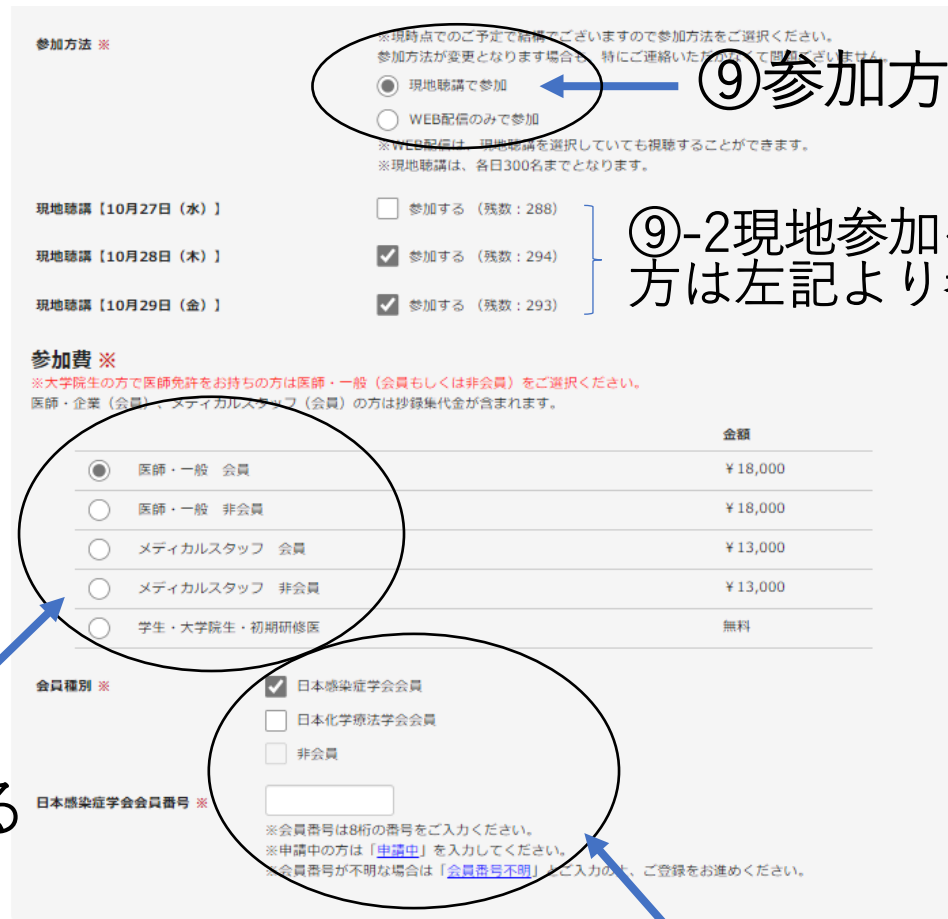 参加方法 ※
※現時点でのご予定で結構でございますので参加方法をご選択ください。
参加方法が変更となります場合も、特にご連絡いただかなくて問題ございません。
現地聴講で参加
⑨参加方
WEB配信のみで参加
※WEB配信は、現地聴講を選択していても視聴することができます。
※現地聴講は、各日300名までとなります。
現地聴講【10月27日（水）】 参加する （残数：288）
⑨-2現地参加
方は左記より
現地聴講【10月28日（木）】 参加する （残数：294）
現地聴講【10月29日（金）】 参加する （残数：293）
参加費 ※
※大学院生の方で医師免許をお持ちの方は医師・一般（会員もしくは非会員）をご選択ください。
医師・企業（会員）、メディカルスタッフ（会員）の方は抄録集代金が含まれます。
金額
医師・一般 会員 ¥18,000
医師・一般 非会員 ¥18,000
メディカルスタッフ 会員 ¥13,000
メディカルスタッフ 非会員 ¥13,000
学生・大学院生・初期研修医 無料
会員種別 ※
日本感染症学会会員
日本化学療法学会会員
非会員
る
日本感染症学会会員番号 ※
※会員番号は8桁の番号をご入力ください。
※申請中の方は「申請中」を入力してください。
※会員番号が不明な場合は「会員番号不明」とご入力の上、ご登録をお進めください。